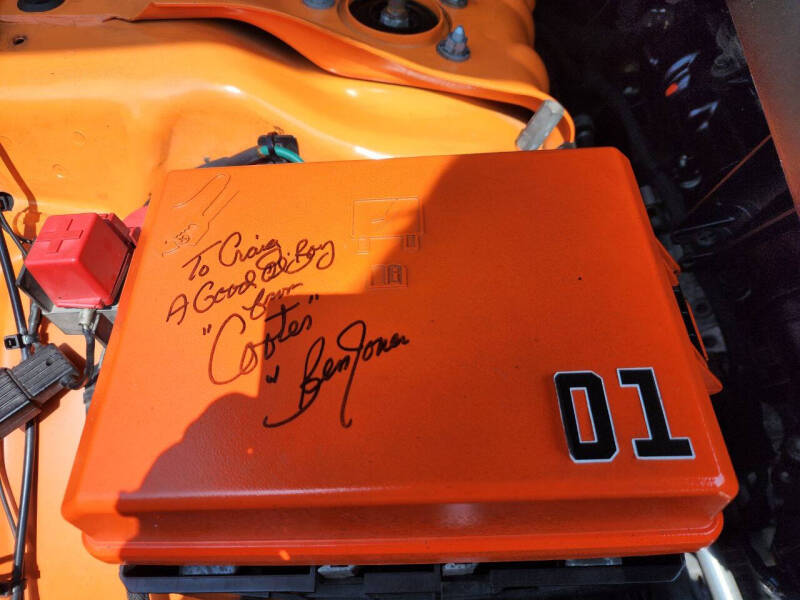 To Craig
A Good Ol' Boy
from
"Cooter"
"Ben Jones
01